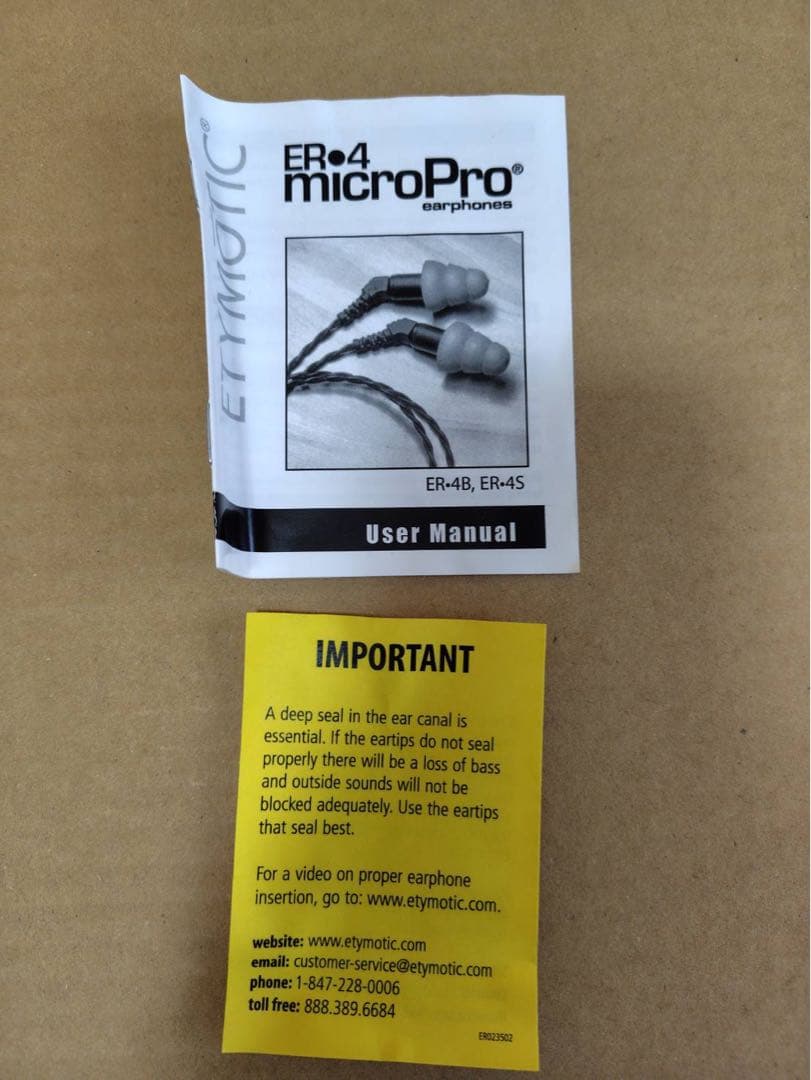 ETYMōTIC®
ER•4
microPro®
earphones
ER•4B, ER•4S
User Manual
IMPORTANT
A deep seal in the ear canal is
essential. If the eartips do not seal
properly there will be a loss of bass
and outside sounds will not be
blocked adequately. Use the eartips
that seal best.
For a video on proper earphone
insertion, go to: www.etymotic.com.
website: www.etymotic.com
email: customer-service@etymotic.com
phone: 1-847-228-0006
toll free: 888.389.6684
ER023502